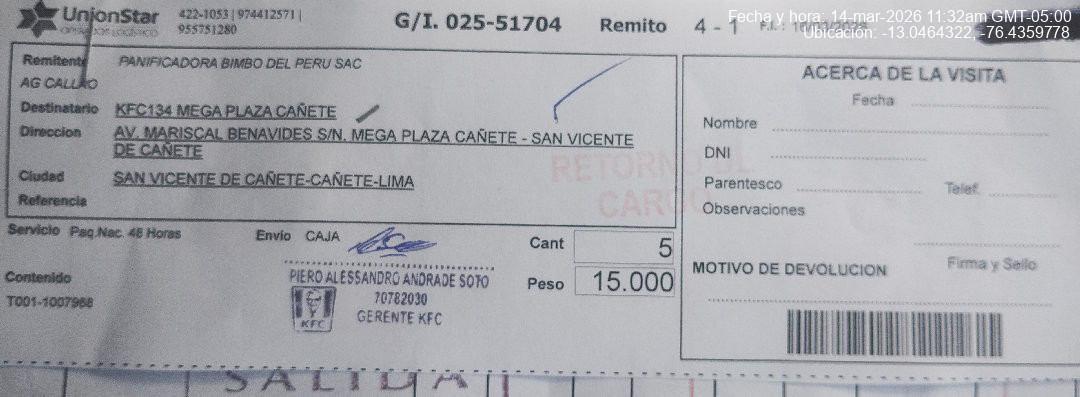 UnionStar
OPERADOR LOGISTICO
422-1053 | 974412571 |
955751280
G/I. 025-51704
Remito
4 - 1
Fecha y hora: 14-mar-2026 11:32am GMT-05:00
Ubicación: -13.0464322, -76.4359778
Remitente PANIFICADORA BIMBO DEL PERU SAC
AG CALLAO
Destinatario KFC134 MEGA PLAZA CAÑETE
Direccion AV. MARISCAL BENAVIDES S/N. MEGA PLAZA CAÑETE - SAN VICENTE
DE CAÑETE
Ciudad SAN VICENTE DE CAÑETE-CAÑETE-LIMA
Referencia
RETORNO DE
CARGO
Servicio Paq.Nac. 48 Horas
Envio CAJA
Cant 5
Peso 15.000
Contenido
T001-1007968
PIERO ALESSANDRO ANDRADE SOTO
70782030
GERENTE KFC
KFC
ACERCA DE LA VISITA
Fecha
Nombre
DNI
Parentesco Telef.
Observaciones
Firma y Sello
MOTIVO DE DEVOLUCION
SALIDA